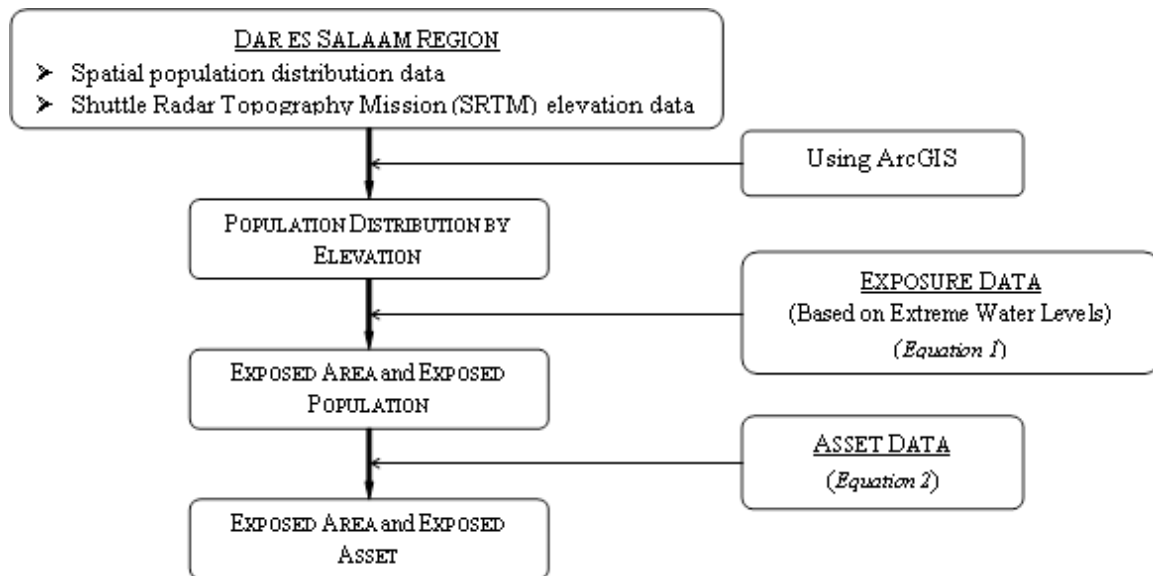 DAR ES SALAAM REGION
➤ Spatial population distribution data
➤ Shuttle Radar Topography Mission (SRTM) elevation data
Using ArcGIS
POPULATION DISTRIBUTION BY
ELEVATION
EXPOSURE DATA
(Based on Extreme Water Levels)
(Equation 1)
EXPOSED AREA and EXPOSED
POPULATION
ASSET DATA
(Equation 2)
EXPOSED AREA and EXPOSED
ASSET